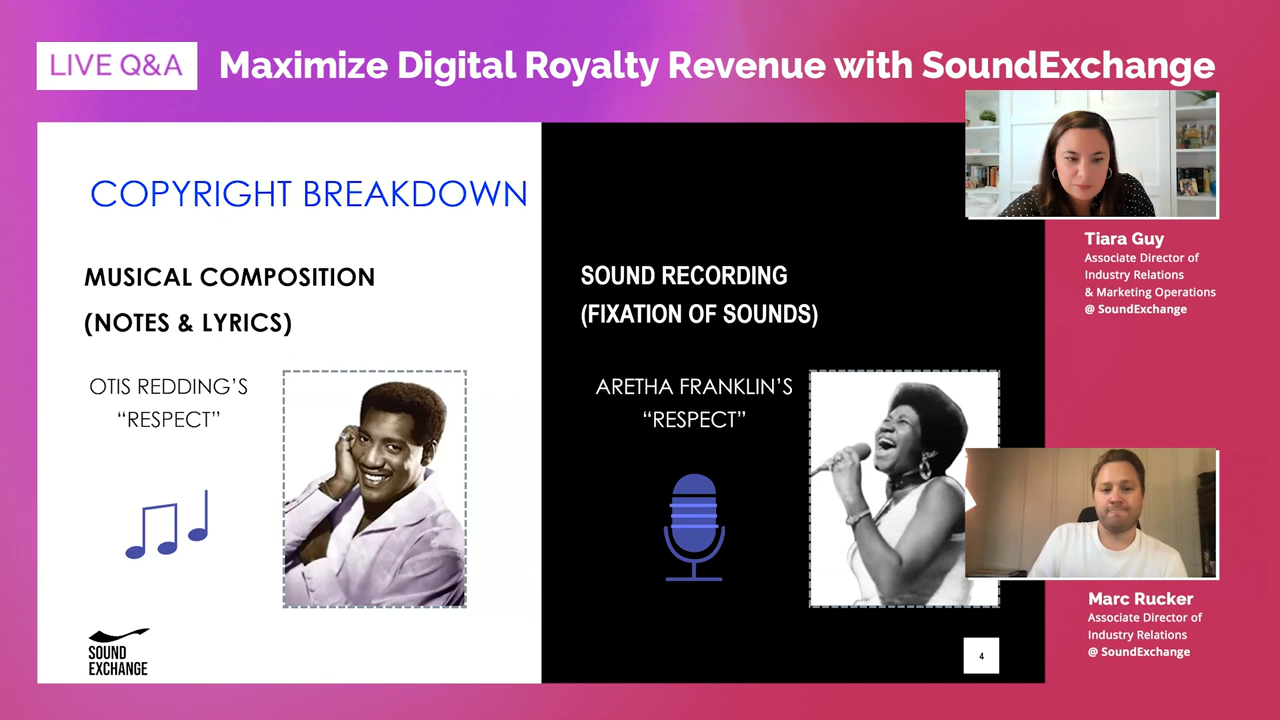 LIVE Q&A
Maximize Digital Royalty Revenue with SoundExchange
COPYRIGHT BREAKDOWN
MUSICAL COMPOSITION
(NOTES & LYRICS)
OTIS REDDING’S
“RESPECT”
SOUND
EXCHANGE
SOUND RECORDING
(FIXATION OF SOUNDS)
ARETHA FRANKLIN’S
“RESPECT”
4
Tiara Guy
Associate Director of
Industry Relations
& Marketing Operations
@ SoundExchange
Marc Rucker
Associate Director of
Industry Relations
@ SoundExchange